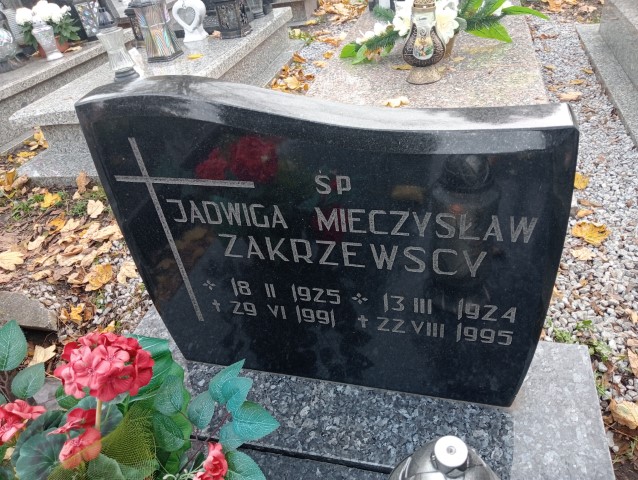 ŚP
JADWIGA MIECZYSŁAW
ZAKRZEWSCY
* 18 II 1925 * 13 III 1924
† 29 VI 1991 † 22 VIII 1995